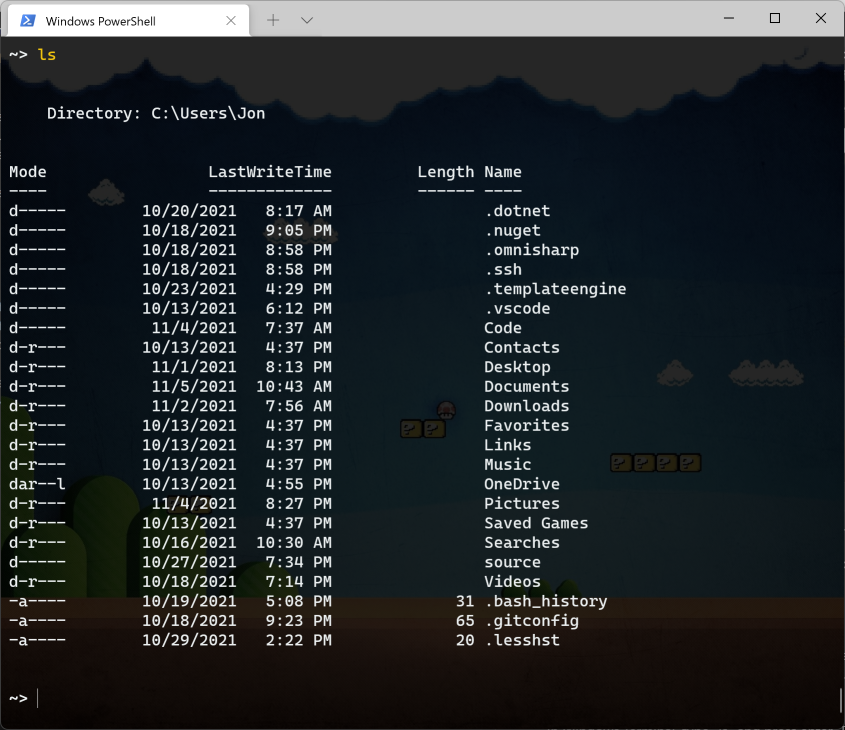 Windows PowerShell
~> ls
Directory: C:\Users\Jon
Mode LastWriteTime Length Name
---- ------------- ------ ----
d----- 10/20/2021 8:17 AM .dotnet
d----- 10/18/2021 9:05 PM .nuget
d----- 10/18/2021 8:58 PM .omnisharp
d----- 10/18/2021 8:58 PM .ssh
d----- 10/23/2021 4:29 PM .templateengine
d----- 10/13/2021 6:12 PM .vscode
d----- 11/4/2021 7:37 AM Code
d-r--- 10/13/2021 4:37 PM Contacts
d-r--- 11/1/2021 8:13 PM Desktop
d-r--- 11/5/2021 10:43 AM Documents
d-r--- 11/2/2021 7:56 AM Downloads
d-r--- 10/13/2021 4:37 PM Favorites
d-r--- 10/13/2021 4:37 PM Links
d-r--- 10/13/2021 4:37 PM Music
dar--l 10/13/2021 4:55 PM OneDrive
d-r--- 11/4/2021 8:27 PM Pictures
d-r--- 10/13/2021 4:37 PM Saved Games
d-r--- 10/16/2021 10:30 AM Searches
d----- 10/27/2021 7:34 PM source
d-r--- 10/18/2021 7:14 PM Videos
-a---- 10/19/2021 5:08 PM 31 .bash_history
-a---- 10/18/2021 9:23 PM 65 .gitconfig
-a---- 10/29/2021 2:22 PM 20 .lesshst
~>